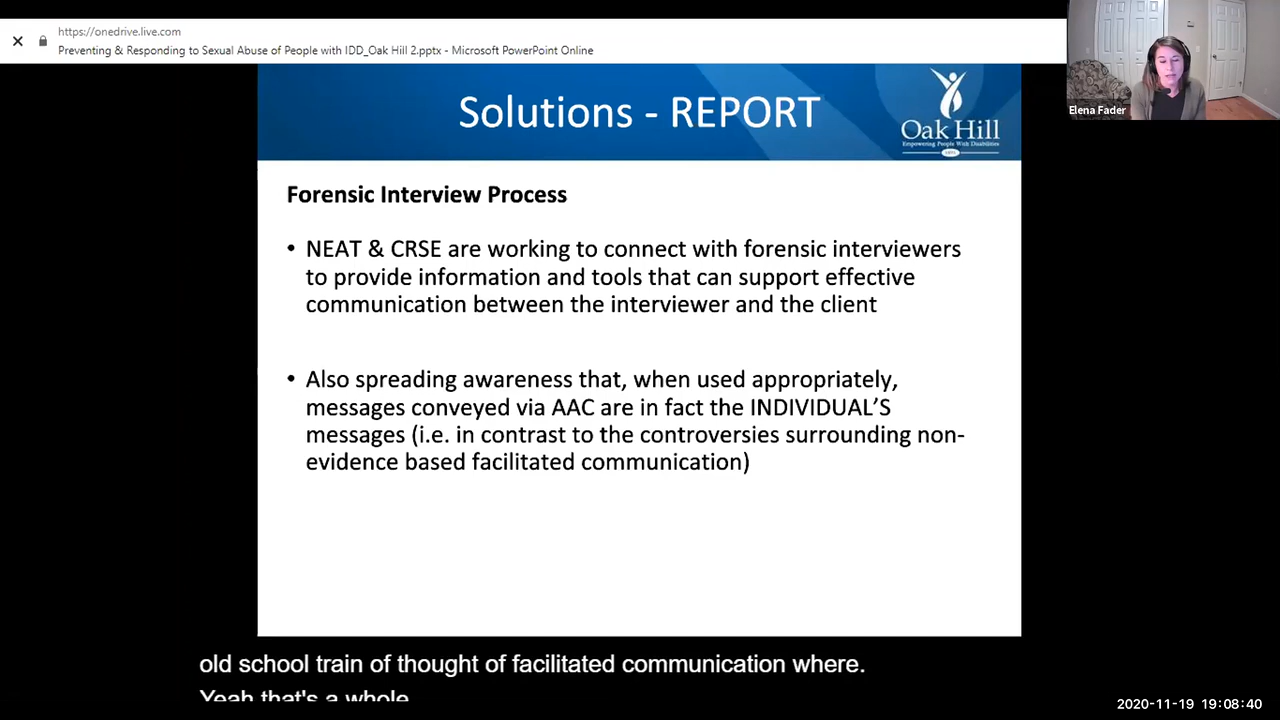 https://onedrive.live.com
Preventing & Responding to Sexual Abuse of People with IDD_Oak Hill 2.pptx - Microsoft PowerPoint Online
Elena Fader
Solutions - REPORT
Oak Hill
Empowering People With Disabilities
Forensic Interview Process
• NEAT & CRSE are working to connect with forensic interviewers
to provide information and tools that can support effective
communication between the interviewer and the client
• Also spreading awareness that, when used appropriately,
messages conveyed via AAC are in fact the INDIVIDUAL'S
messages (i.e. in contrast to the controversies surrounding non-
evidence based facilitated communication)
old school train of thought of facilitated communication where.
Yeah that's a whole
2020-11-19 19:08:40